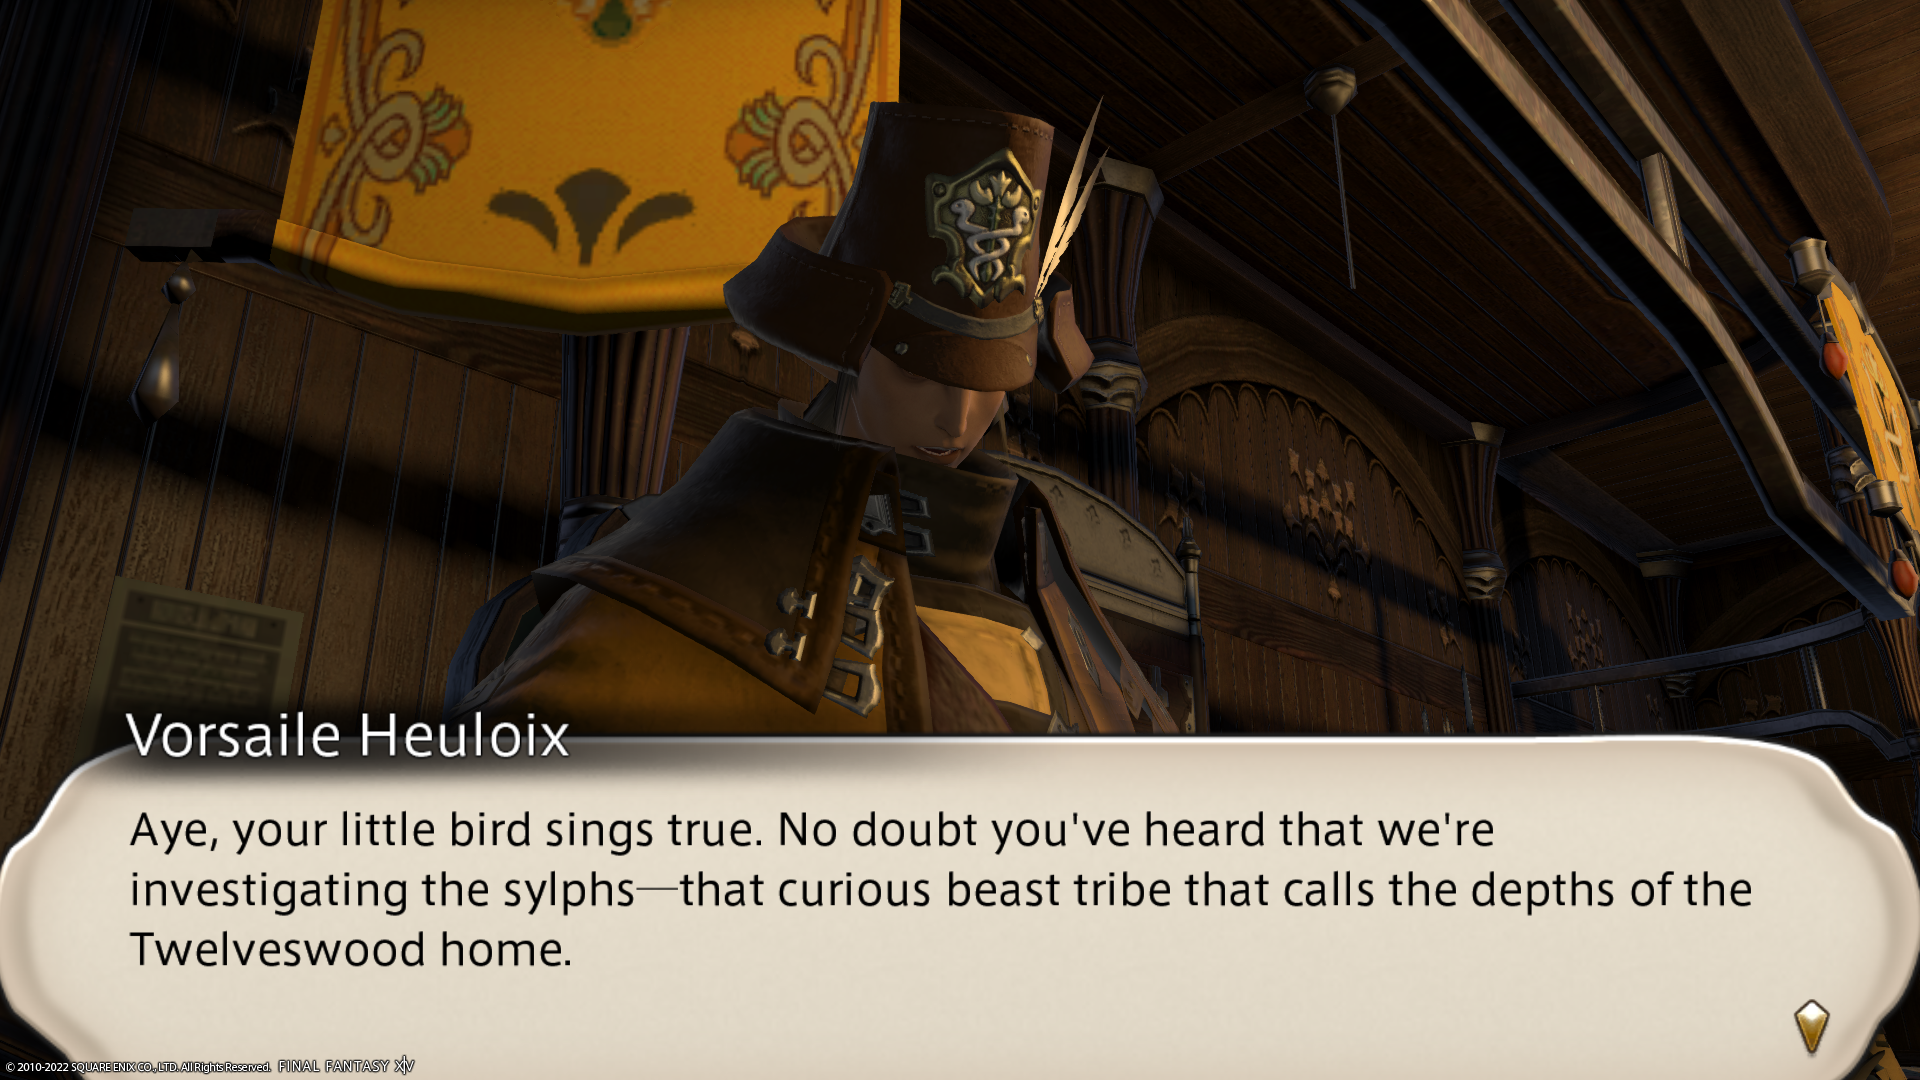 Vorsaile Heuloix
Aye, your little bird sings true. No doubt you've heard that we're
investigating the sylphs—that curious beast tribe that calls the depths of the
Twelveswood home.
© 2010-2022 SQUARE ENIX CO., LTD. All Rights Reserved. FINAL FANTASY XIV